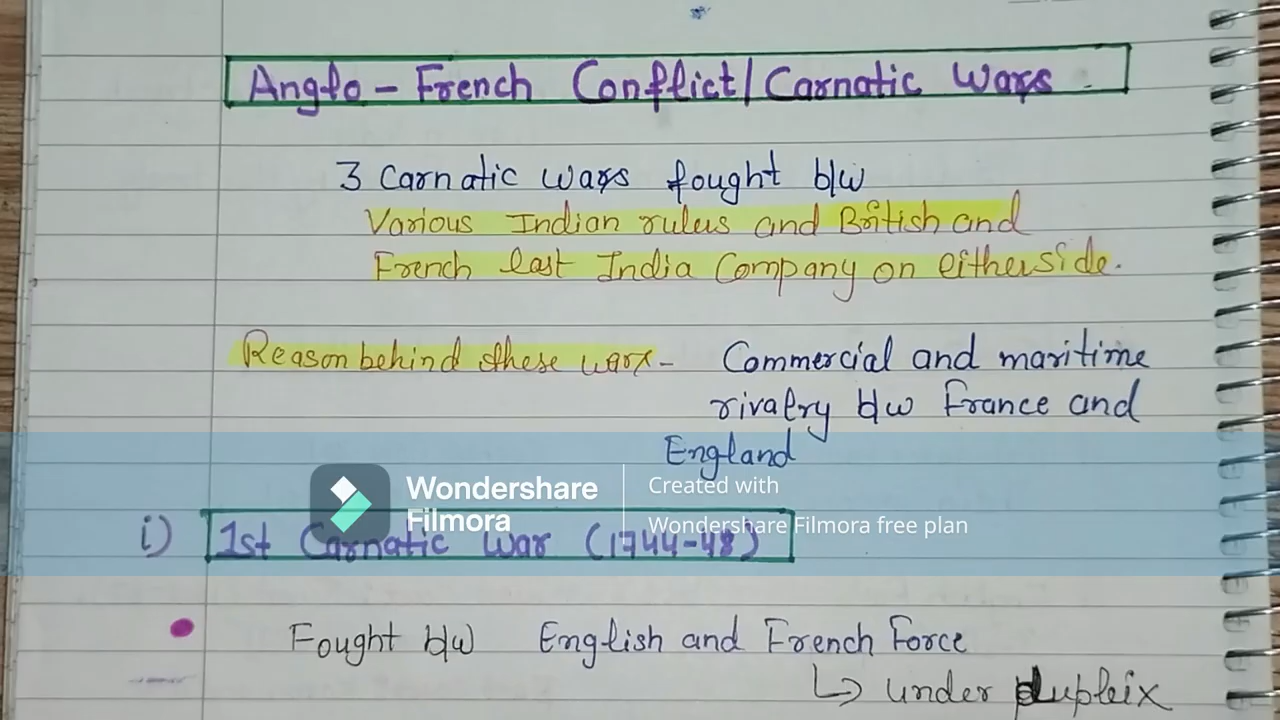 Anglo - French Conflict/Carnatic Wars
3 Carnatic wars fought b/w
Various Indian rulers and British and
French East India Company on either side.
Reason behind these wars - Commercial and maritime
rivalry b/w France and
England
Wondershare
Filmora
Created with
Wondershare Filmora free plan
i) 1st Carnatic War (1744-48)
Fought b/w English and French Force
↳ under Dupleix